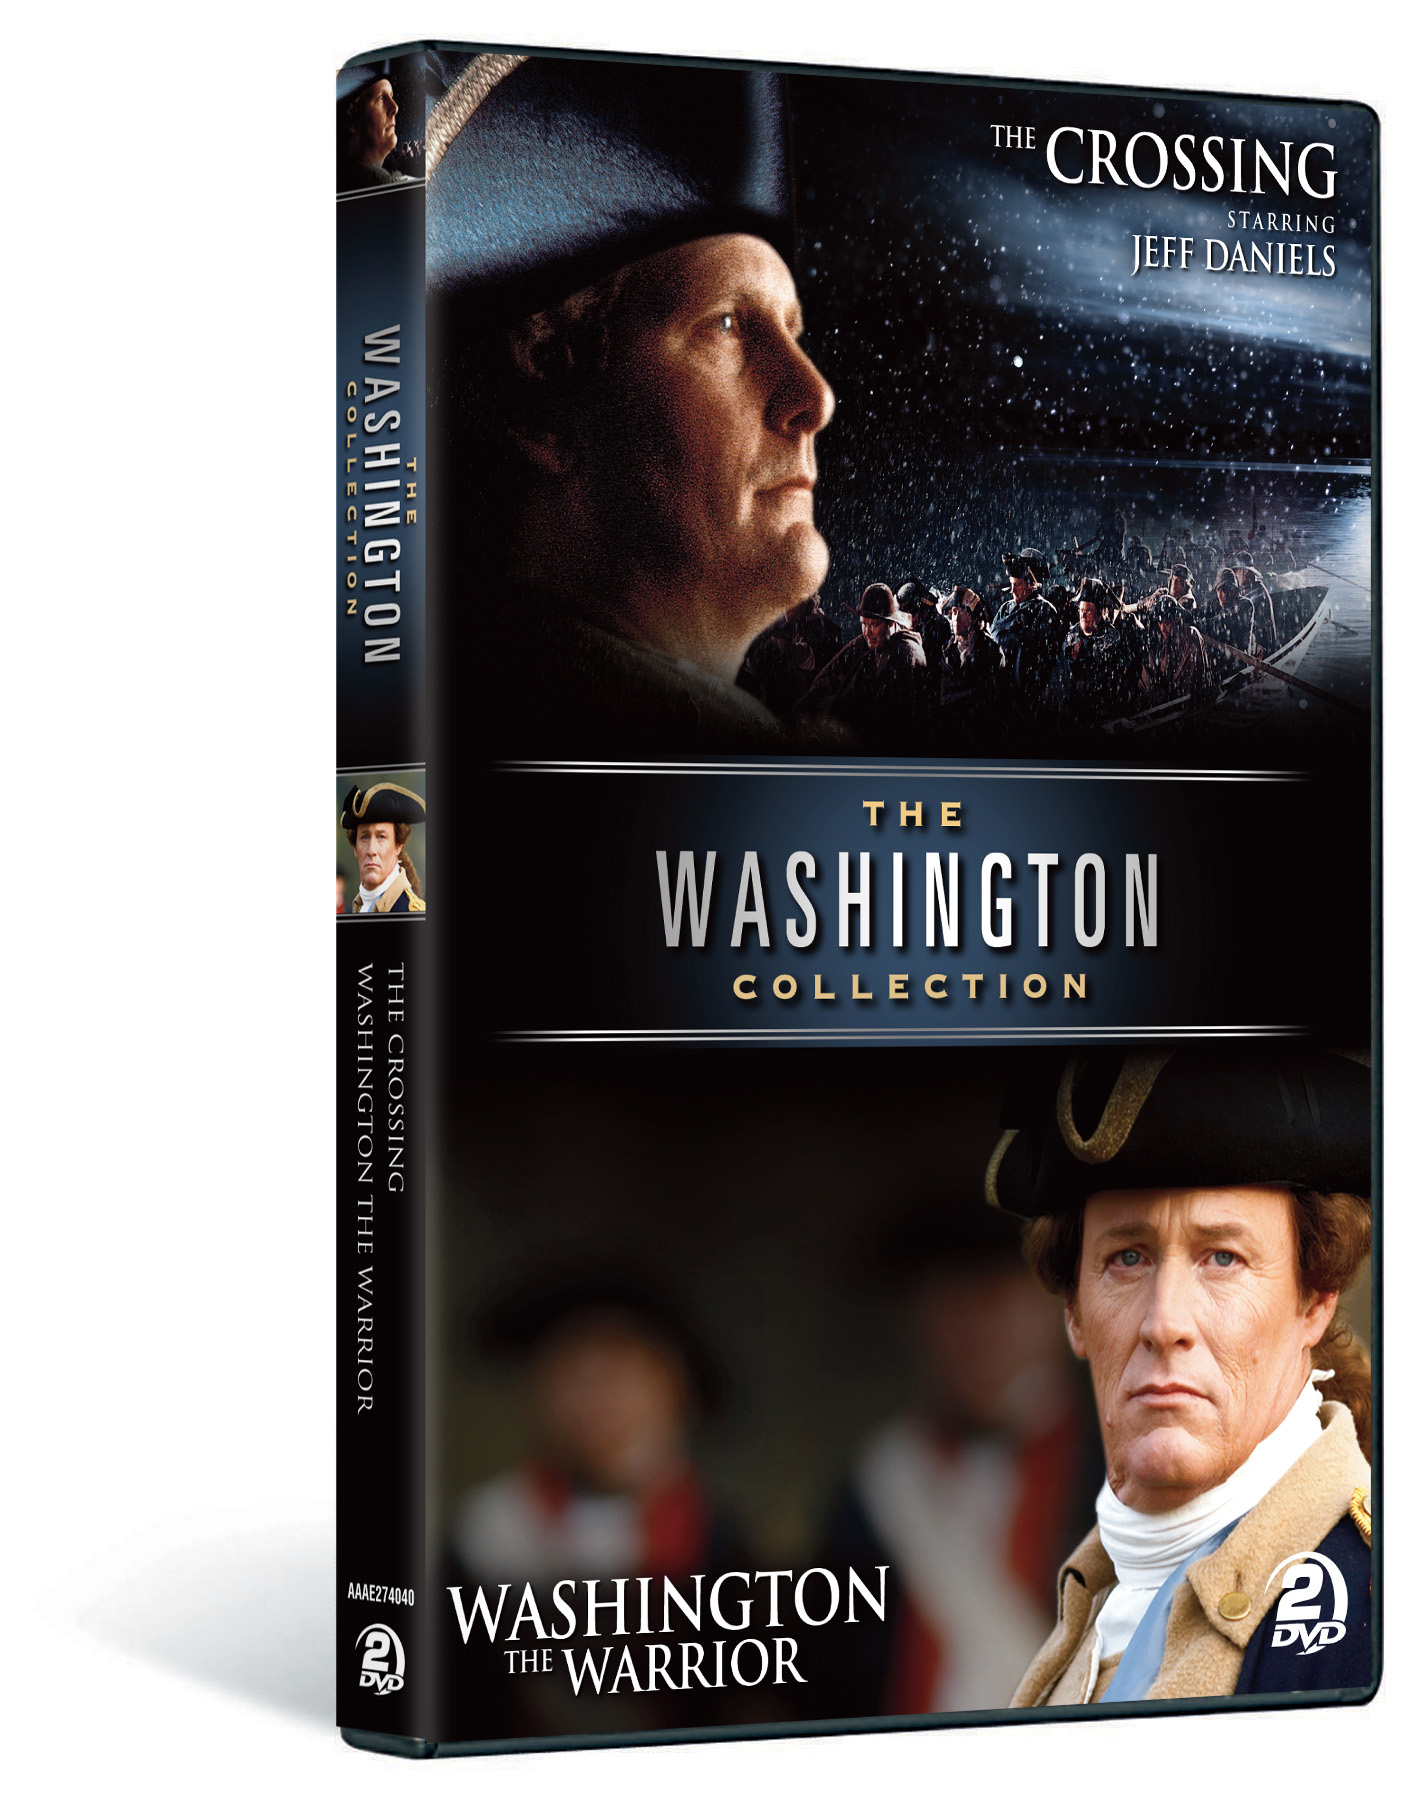 THE CROSSING
STARRING
JEFF DANIELS
THE
WASHINGTON
COLLECTION
WASHINGTON
THE WARRIOR
2
DVD
THE
WASHINGTON
COLLECTION
THE CROSSING
WASHINGTON THE WARRIOR
AAAE274040
2
DVD